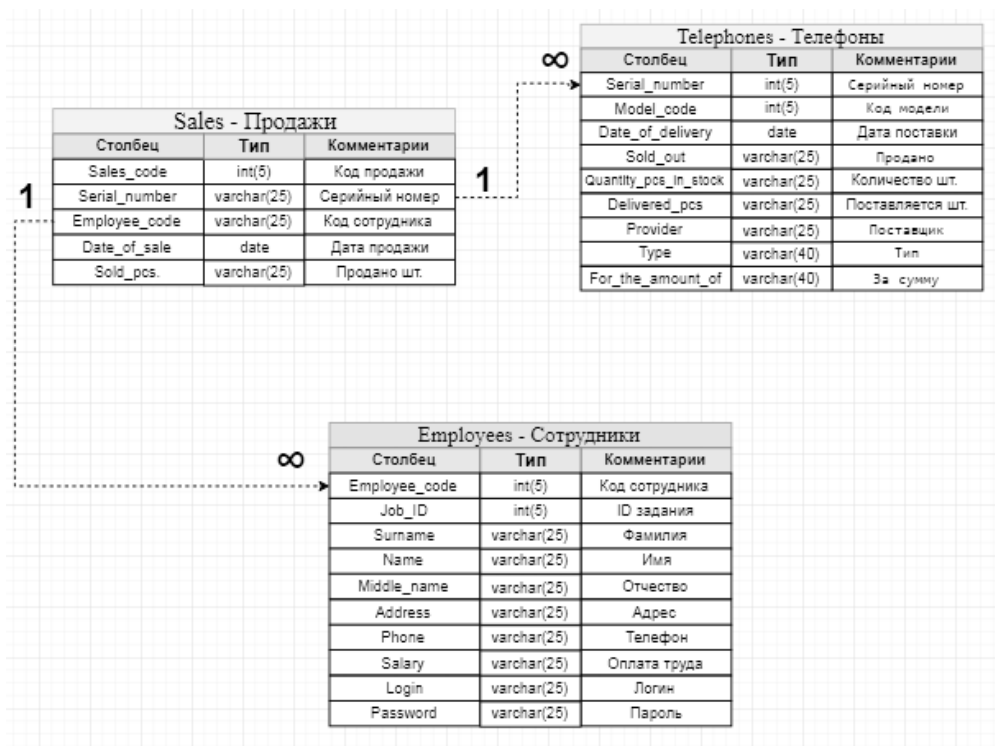 Telephones - Телефоны
∞
Столбец Тип Комментарии
Serial_number int(5) Серийный номер
Model_code int(5) Код модели
Date_of_delivery date Дата поставки
Sold_out varchar(25) Продано
Quantity_pcs_in_stock varchar(25) Количество шт.
Delivered_pcs varchar(25) Поставляется шт.
Provider varchar(25) Поставщик
Type varchar(40) Тип
For_the_amount_of varchar(40) За сумму
Sales - Продажи
Столбец Тип Комментарии
Sales_code int(5) Код продажи
1
1
Serial_number varchar(25) Серийный номер
Employee_code varchar(25) Код сотрудника
Date_of_sale date Дата продажи
Sold_pcs. varchar(25) Продано шт.
Employees - Сотрудники
∞
Столбец Тип Комментарии
Employee_code int(5) Код сотрудника
Job_ID int(5) ID задания
Surname varchar(25) Фамилия
Name varchar(25) Имя
Middle_name varchar(25) Отчество
Address varchar(25) Адрес
Phone varchar(25) Телефон
Salary varchar(25) Оплата труда
Login varchar(25) Логин
Password varchar(25) Пароль